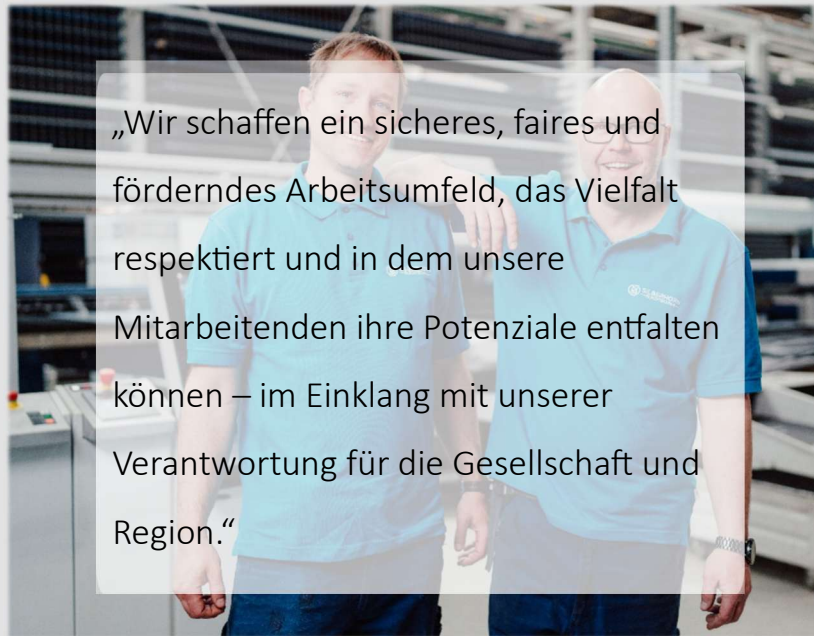 „Wir schaffen ein sicheres, faires und
förderndes Arbeitsumfeld, das Vielfalt
respektiert und in dem unsere
Mitarbeitenden ihre Potenziale entfalten
können – im Einklang mit unserer
Verantwortung für die Gesellschaft und
Region.“